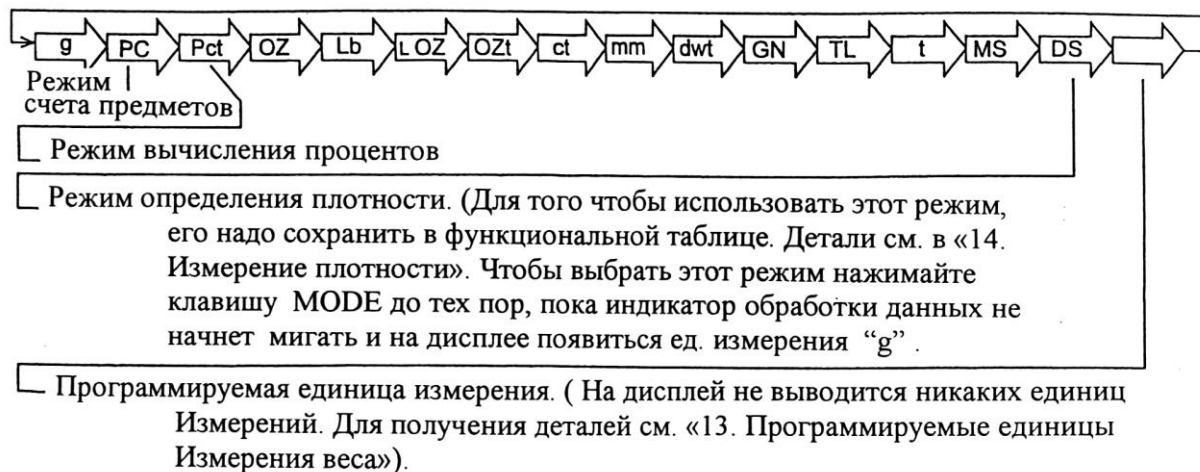 g PC Pct OZ Lb L OZ OZt ct mm dwt GN TL t MS DS
Режим
счета предметов
Режим вычисления процентов
Режим определения плотности. (Для того чтобы использовать этот режим,
его надо сохранить в функциональной таблице. Детали см. в «14.
Измерение плотности». Чтобы выбрать этот режим нажимайте
клавишу MODE до тех пор, пока индикатор обработки данных не
начнет мигать и на дисплее появиться ед. измерения “g” .
Программируемая единица измерения. ( На дисплей не выводится никаких единиц
Измерений. Для получения деталей см. «13. Программируемые единицы
Измерения веса»).